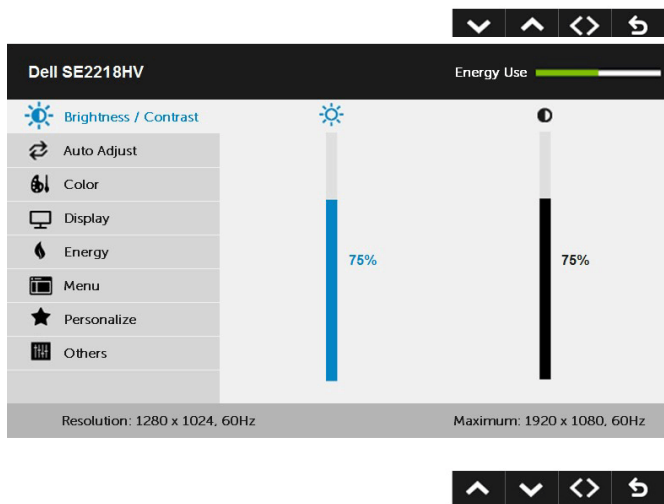 Dell SE2218HV
Energy Use
Brightness / Contrast
Auto Adjust
Color
Display
Energy
75%
75%
Menu
Personalize
Others
Resolution: 1280 x 1024, 60Hz
Maximum: 1920 x 1080, 60Hz